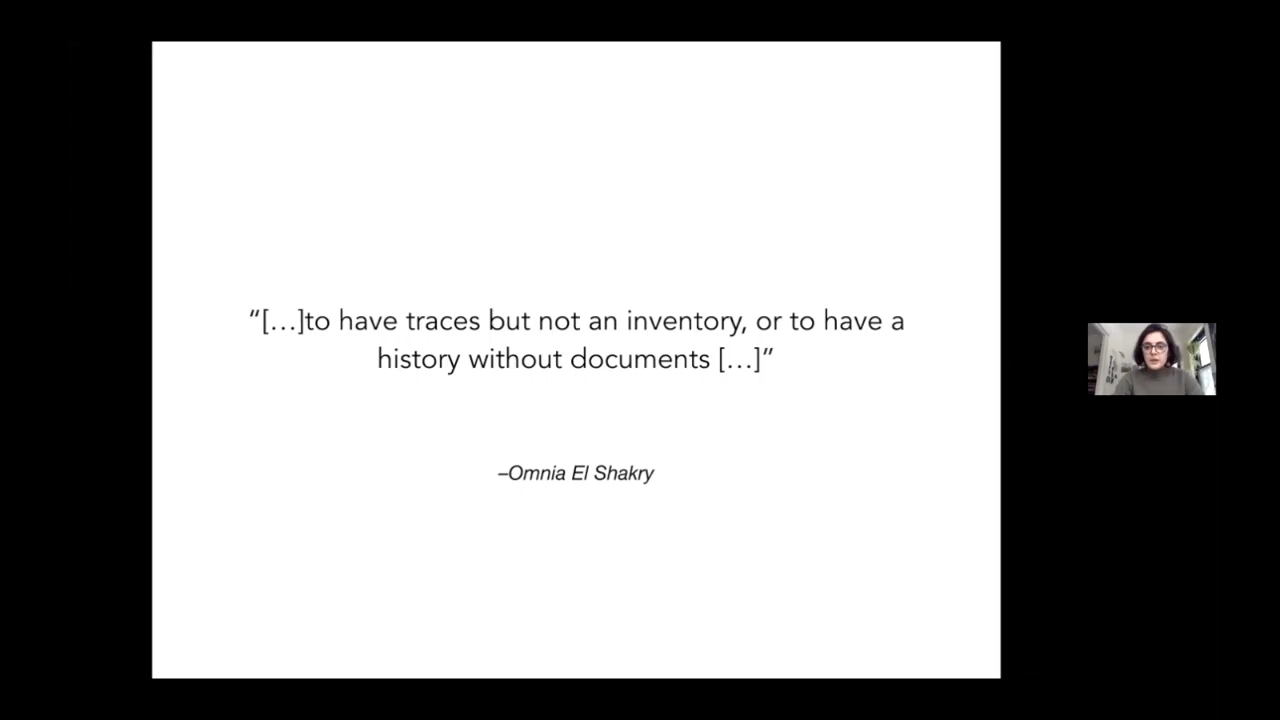 “[…]to have traces but not an inventory, or to have a
history without documents […]”
–Omnia El Shakry